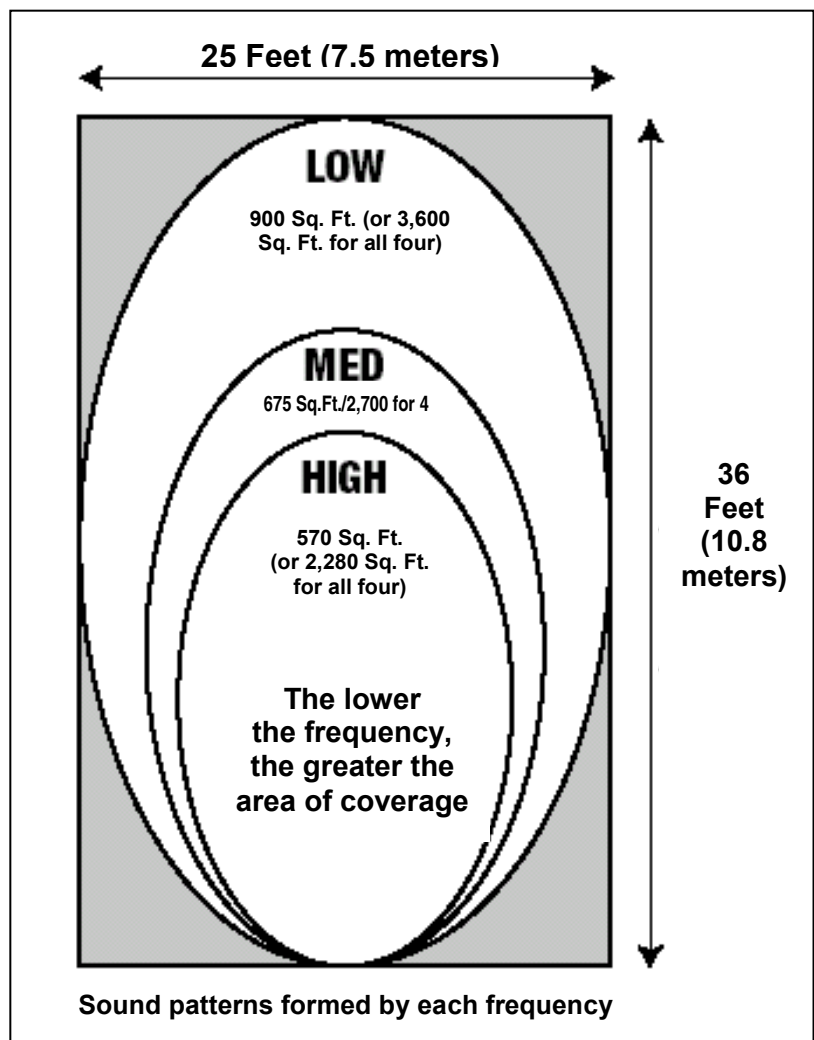 25 Feet (7.5 meters)
LOW
900 Sq. Ft. (or 3,600
Sq. Ft. for all four)
MED
675 Sq.Ft./2,700 for 4
HIGH
570 Sq. Ft.
(or 2,280 Sq. Ft.
for all four)
36
Feet
(10.8
meters)
The lower
the frequency,
the greater the
area of coverage
Sound patterns formed by each frequency